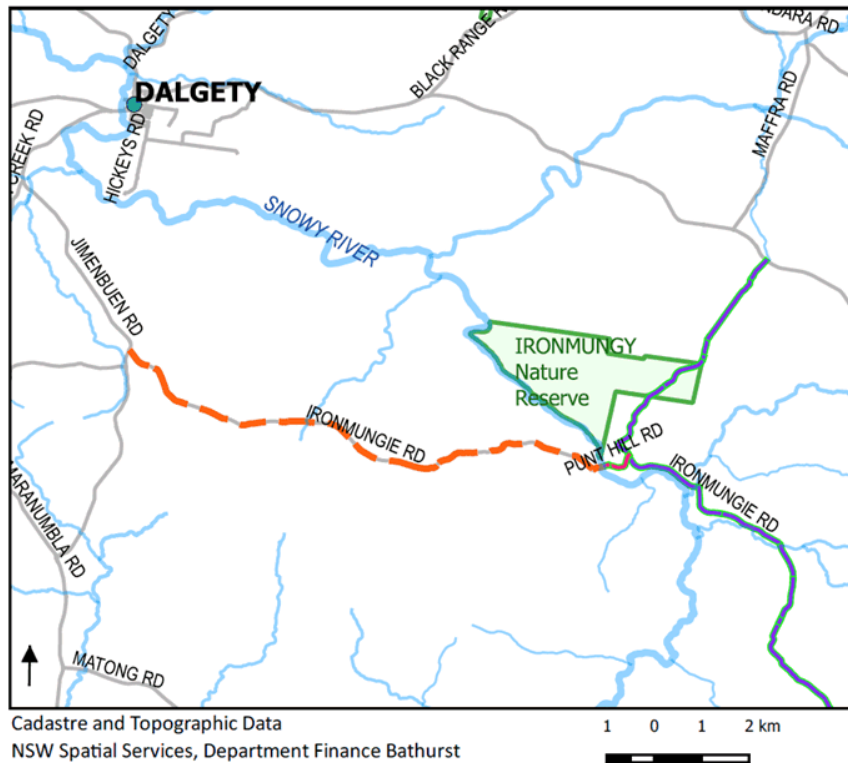 DALGETY
BLACK RANGE R
NDARA RD
DALGETY
MAFFRA RD
CREEK RD
HICKEYS RD
SNOWY RIVER
JIMENBUEN RD
IRONMUNGY
Nature
Reserve
IRONMUNGIE RD
PUNT HILL RD
IRONMUNGIE RD
MARANUMBLA RD
MATONG RD
Cadastre and Topographic Data
NSW Spatial Services, Department Finance Bathurst
1 0 1 2 km